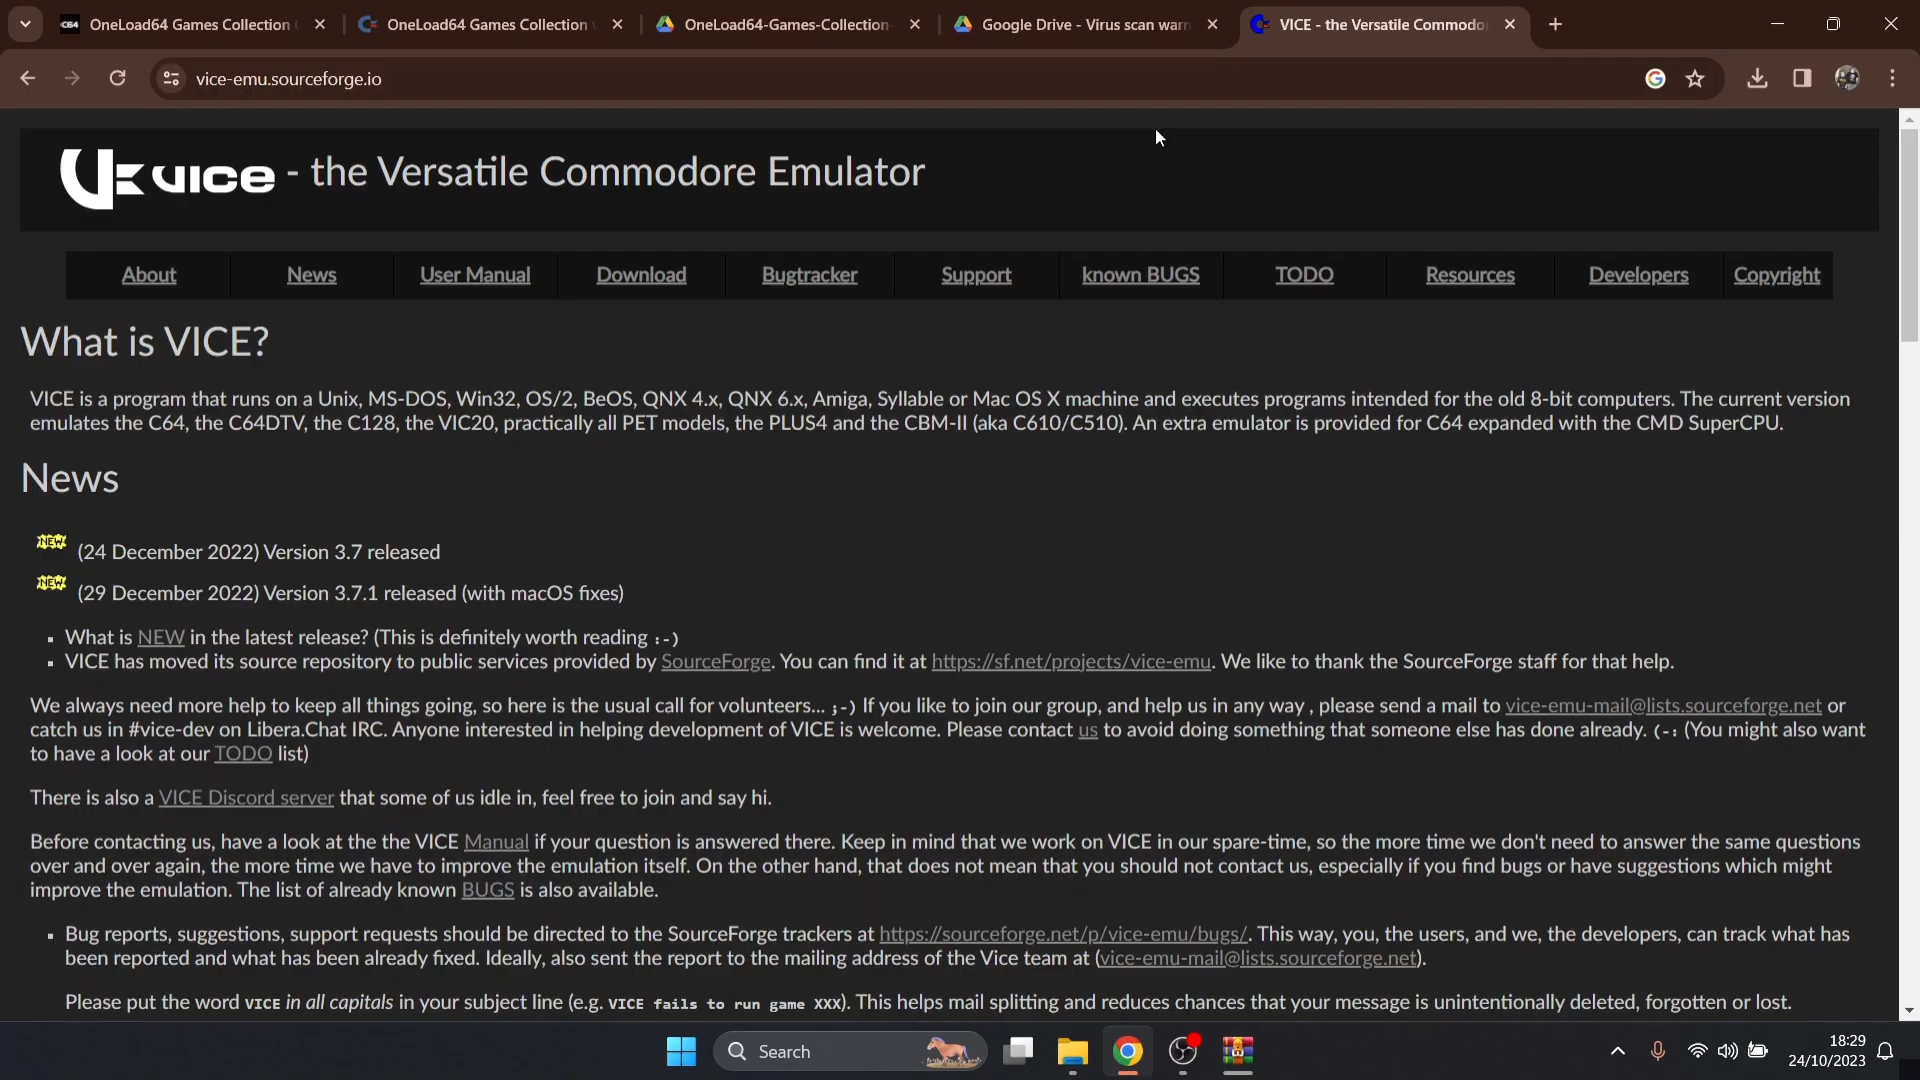 OneLoad64 Games Collection
OneLoad64 Games Collection
OneLoad64-Games-Collection-
Google Drive - Virus scan warn
VICE - the Versatile Commodo
vice-emu.sourceforge.io
VICE - the Versatile Commodore Emulator
About News User Manual Download Bugtracker Support known BUGS TODO Resources Developers Copyright
What is VICE?
VICE is a program that runs on a Unix, MS-DOS, Win32, OS/2, BeOS, QNX 4.x, QNX 6.x, Amiga, Syllable or Mac OS X machine and executes programs intended for the old 8-bit computers. The current version
emulates the C64, the C64DTV, the C128, the VIC20, practically all PET models, the PLUS4 and the CBM-II (aka C610/C510). An extra emulator is provided for C64 expanded with the CMD SuperCPU.
News
NEW (24 December 2022) Version 3.7 released
NEW (29 December 2022) Version 3.7.1 released (with macOS fixes)
▪ What is NEW in the latest release? (This is definitely worth reading :-)
▪ VICE has moved its source repository to public services provided by SourceForge. You can find it at https://sf.net/projects/vice-emu. We like to thank the SourceForge staff for that help.
We always need more help to keep all things going, so here is the usual call for volunteers... ;-) If you like to join our group, and help us in any way , please send a mail to vice-emu-mail@lists.sourceforge.net or
catch us in #vice-dev on Libera.Chat IRC. Anyone interested in helping development of VICE is welcome. Please contact us to avoid doing something that someone else has done already. (-: (You might also want
to have a look at our TODO list)
There is also a VICE Discord server that some of us idle in, feel free to join and say hi.
Before contacting us, have a look at the the VICE Manual if your question is answered there. Keep in mind that we work on VICE in our spare-time, so the more time we don't need to answer the same questions
over and over again, the more time we have to improve the emulation itself. On the other hand, that does not mean that you should not contact us, especially if you find bugs or have suggestions which might
improve the emulation. The list of already known BUGS is also available.
▪ Bug reports, suggestions, support requests should be directed to the SourceForge trackers at https://sourceforge.net/p/vice-emu/bugs/. This way, you, the users, and we, the developers, can track what has
been reported and what has been already fixed. Ideally, also sent the report to the mailing address of the Vice team at (vice-emu-mail@lists.sourceforge.net).
Please put the word VICE in all capitals in your subject line (e.g. VICE fails to run game XXX). This helps mail splitting and reduces chances that your message is unintentionally deleted, forgotten or lost.
Search
18:29
24/10/2023